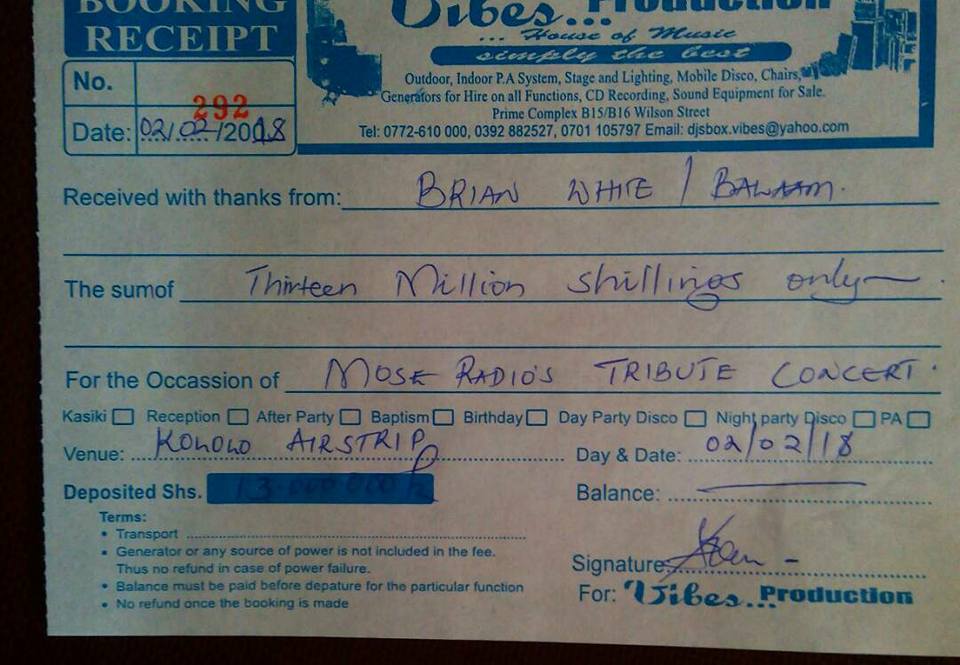 BOOKING
RECEIPT
Vibes... Production
... House of Music
simply the best
Outdoor, Indoor P.A System, Stage and Lighting, Mobile Disco, Chairs,
Generators for Hire on all Functions, CD Recording, Sound Equipment for Sale.
Prime Complex B15/B16 Wilson Street
Tel: 0772-610 000, 0392 882527, 0701 105797 Email: djsbox.vibes@yahoo.com
No. 292
Date: 02/02/2018
Received with thanks from: BRIAN WHITE / BALAAM.
The sumof Thirteen Million shillings only
For the Occassion of MOSE RADIO'S TRIBUTE CONCERT.
Kasiki Reception After Party Baptism Birthday Day Party Disco Night party Disco PA
Venue: KOLOLO AIRSTRIP Day & Date: 02/02/18
Deposited Shs. 13.000.000/= Balance:
Terms:
• Transport
• Generator or any source of power is not included in the fee.
Thus no refund in case of power failure.
• Balance must be paid before depature for the particular function
• No refund once the booking is made
Signature
For: Vibes... Production